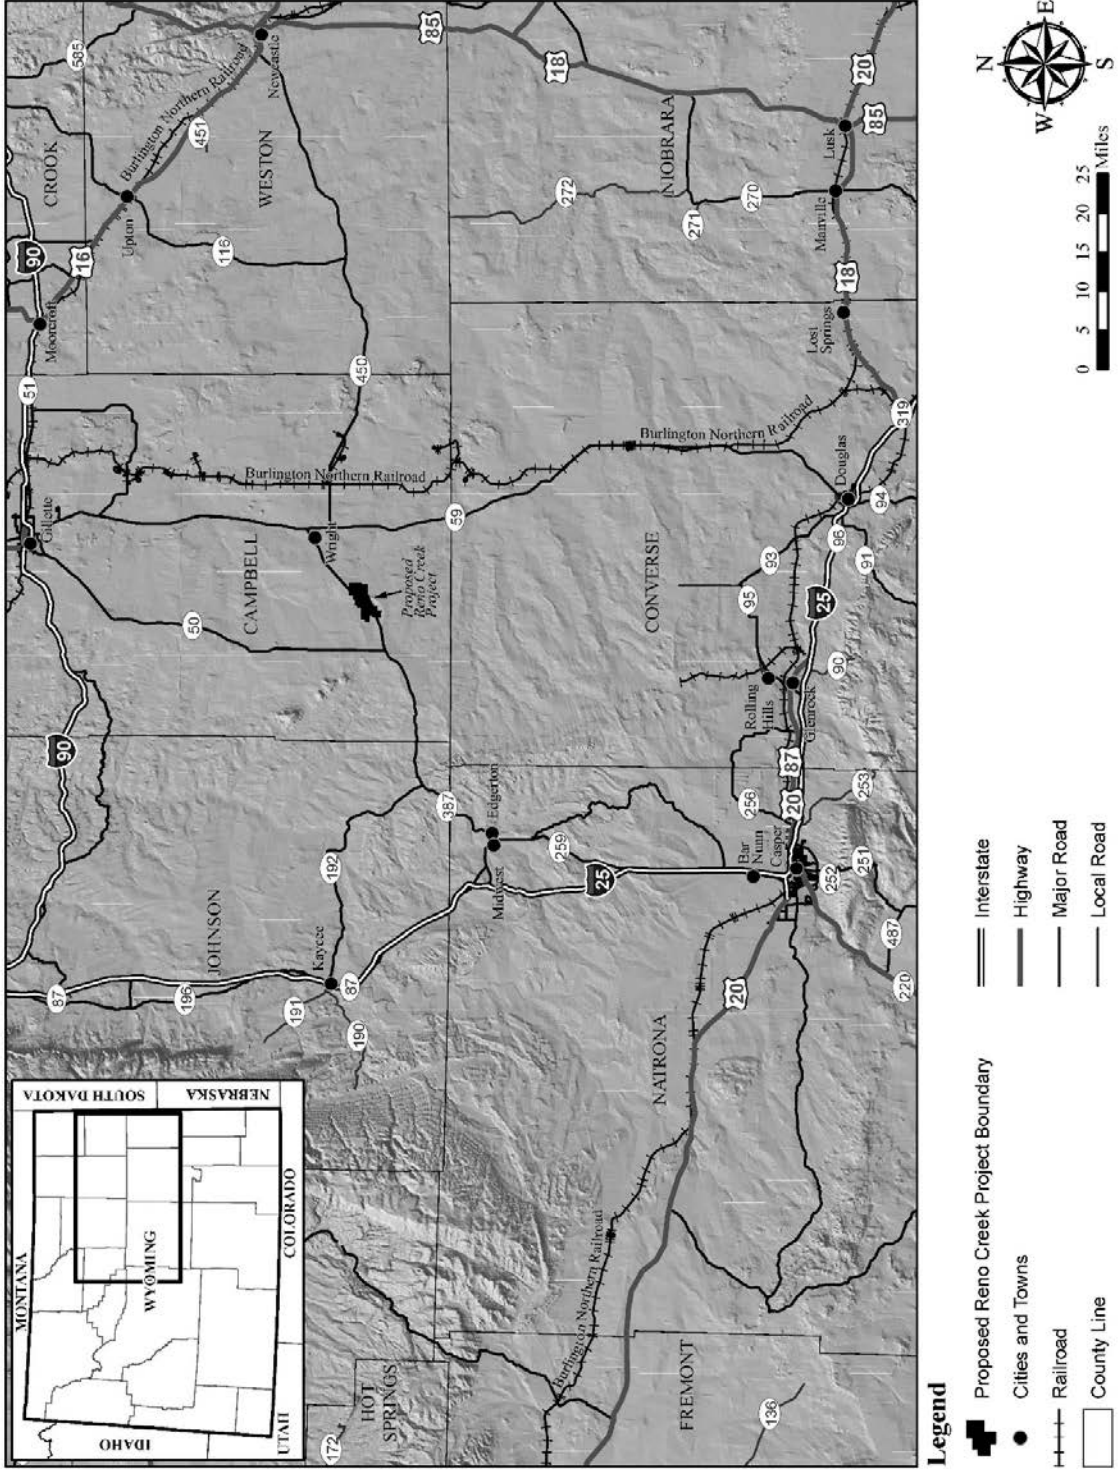 MONTANA
SOUTH DAKOTA
NEBRASKA
IDAHO
WYOMING
UTAH
COLORADO
87
196
191
190
JOHNSON
Kaycee
87
192
90
50
CAMPBELL
Gillette
51
Wright
Proposed
Reno Creek
Project
Burlington Northern Railroad
59
450
Moorcroft
90
16
CROOK
Upton
116
451
Burlington Northern Railroad
WESTON
585
Newcastle
85
18
172
HOT
SPRINGS
Burlington Northern Railroad
FREMONT
136
NATRONA
20
220
487
Midwest
Edgerton
387
259
25
Bar
Nunn
Casper
252
251
253
256
20
87
Rolling
Hills
Glenrock
90
95
93
CONVERSE
25
96
91
94
Douglas
Burlington Northern Railroad
319
Lost
Springs
18
Manville
Lusk
NIOBRARA
272
271
270
20
85
Legend
Proposed Reno Creek Project Boundary
Cities and Towns
Railroad
County Line
Interstate
Highway
Major Road
Local Road
0 5 10 15 20 25
Miles
N
E
S
W